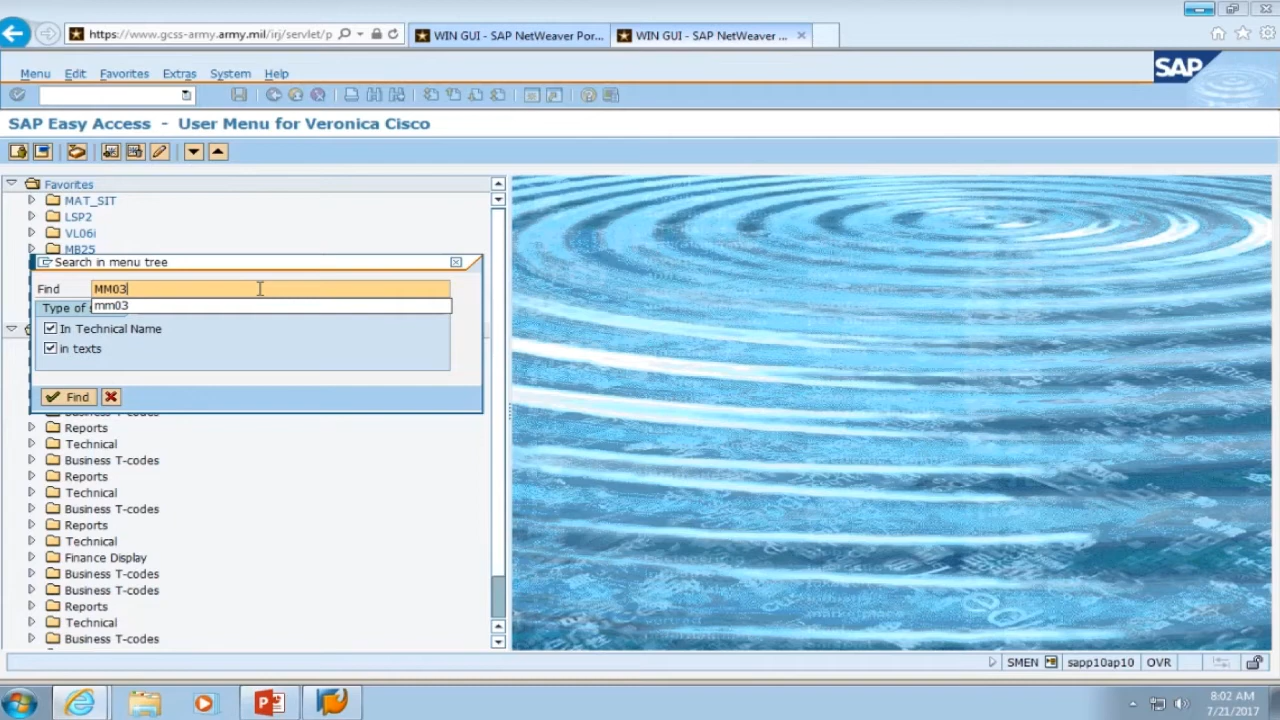 https://www.gcss-army.army.mil/irj/servlet/p
WIN GUI - SAP NetWeaver Por...
WIN GUI - SAP NetWeaver ...
Menu Edit Favorites Extras System Help
SAP
SAP Easy Access - User Menu for Veronica Cisco
Favorites
MAT_SIT
LSP2
VL06i
MB25
Search in menu tree
Find MM03
mm03
Type of
In Technical Name
in texts
Find
Business T-codes
Reports
Technical
Business T-codes
Reports
Technical
Business T-codes
Reports
Technical
Finance Display
Business T-codes
Business T-codes
Reports
Technical
Business T-codes
SMEN sapp10ap10 OVR
8:02 AM
7/21/2017